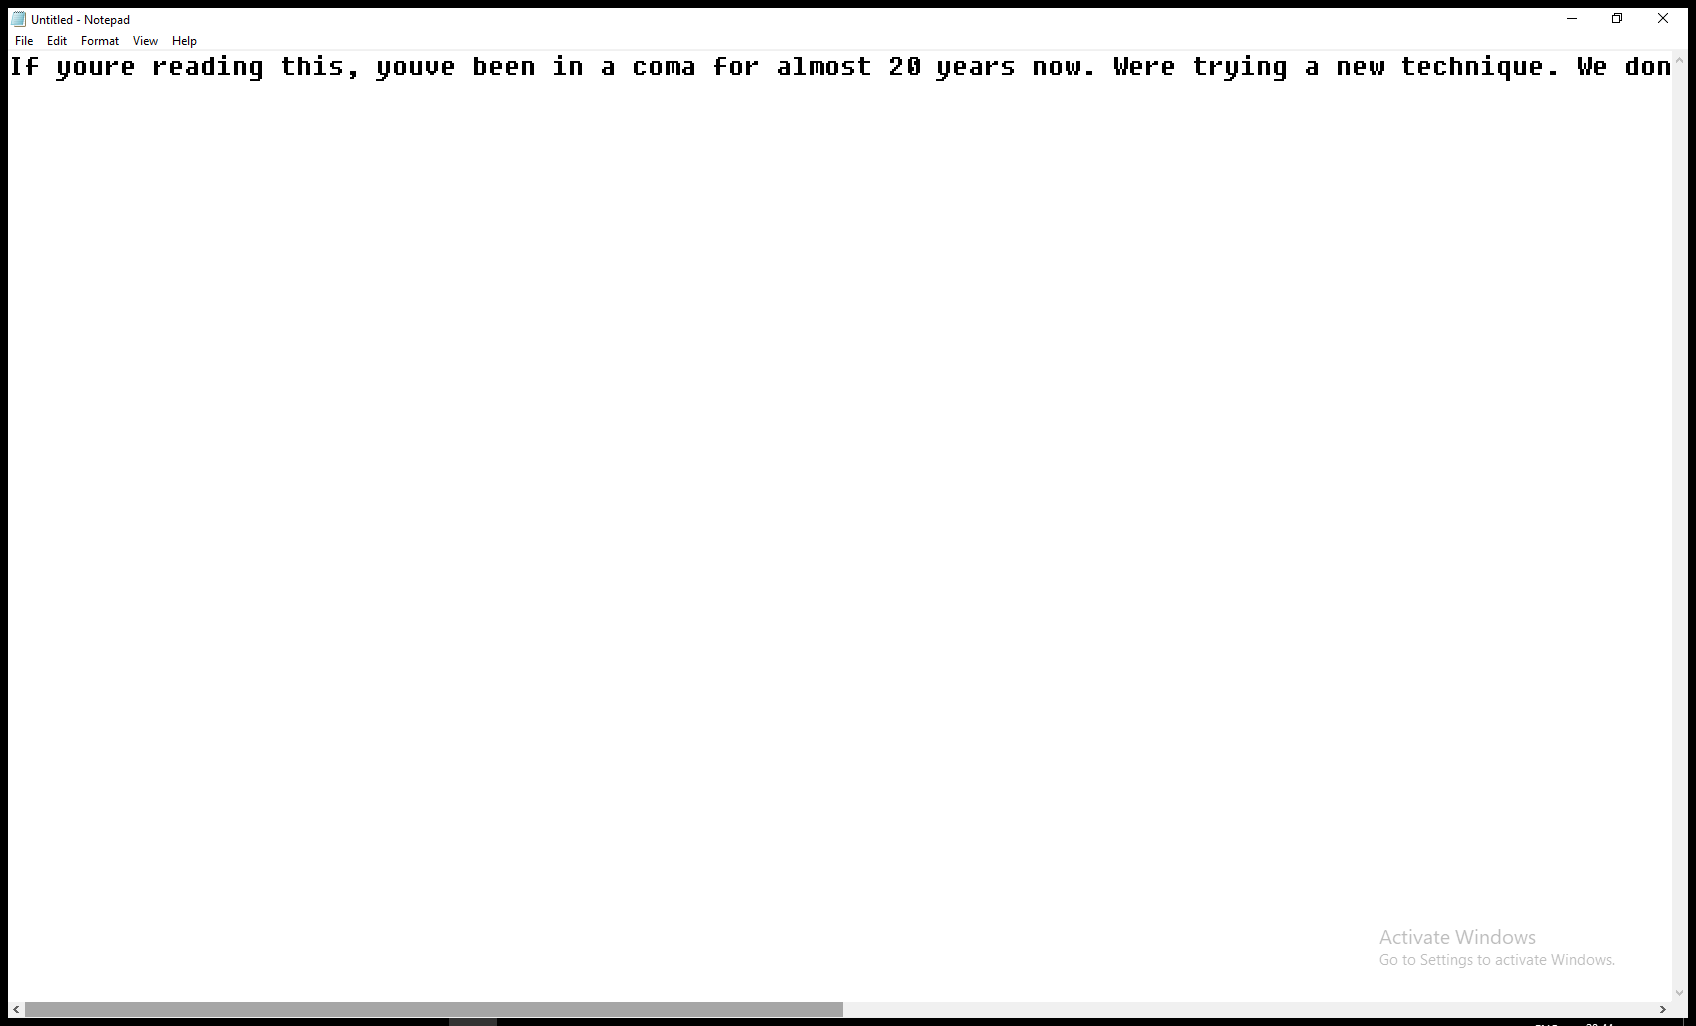 Untitled - Notepad
File Edit Format View Help
If youre reading this, youve been in a coma for almost 20 years now. Were trying a new technique. We don
Activate Windows
Go to Settings to activate Windows.